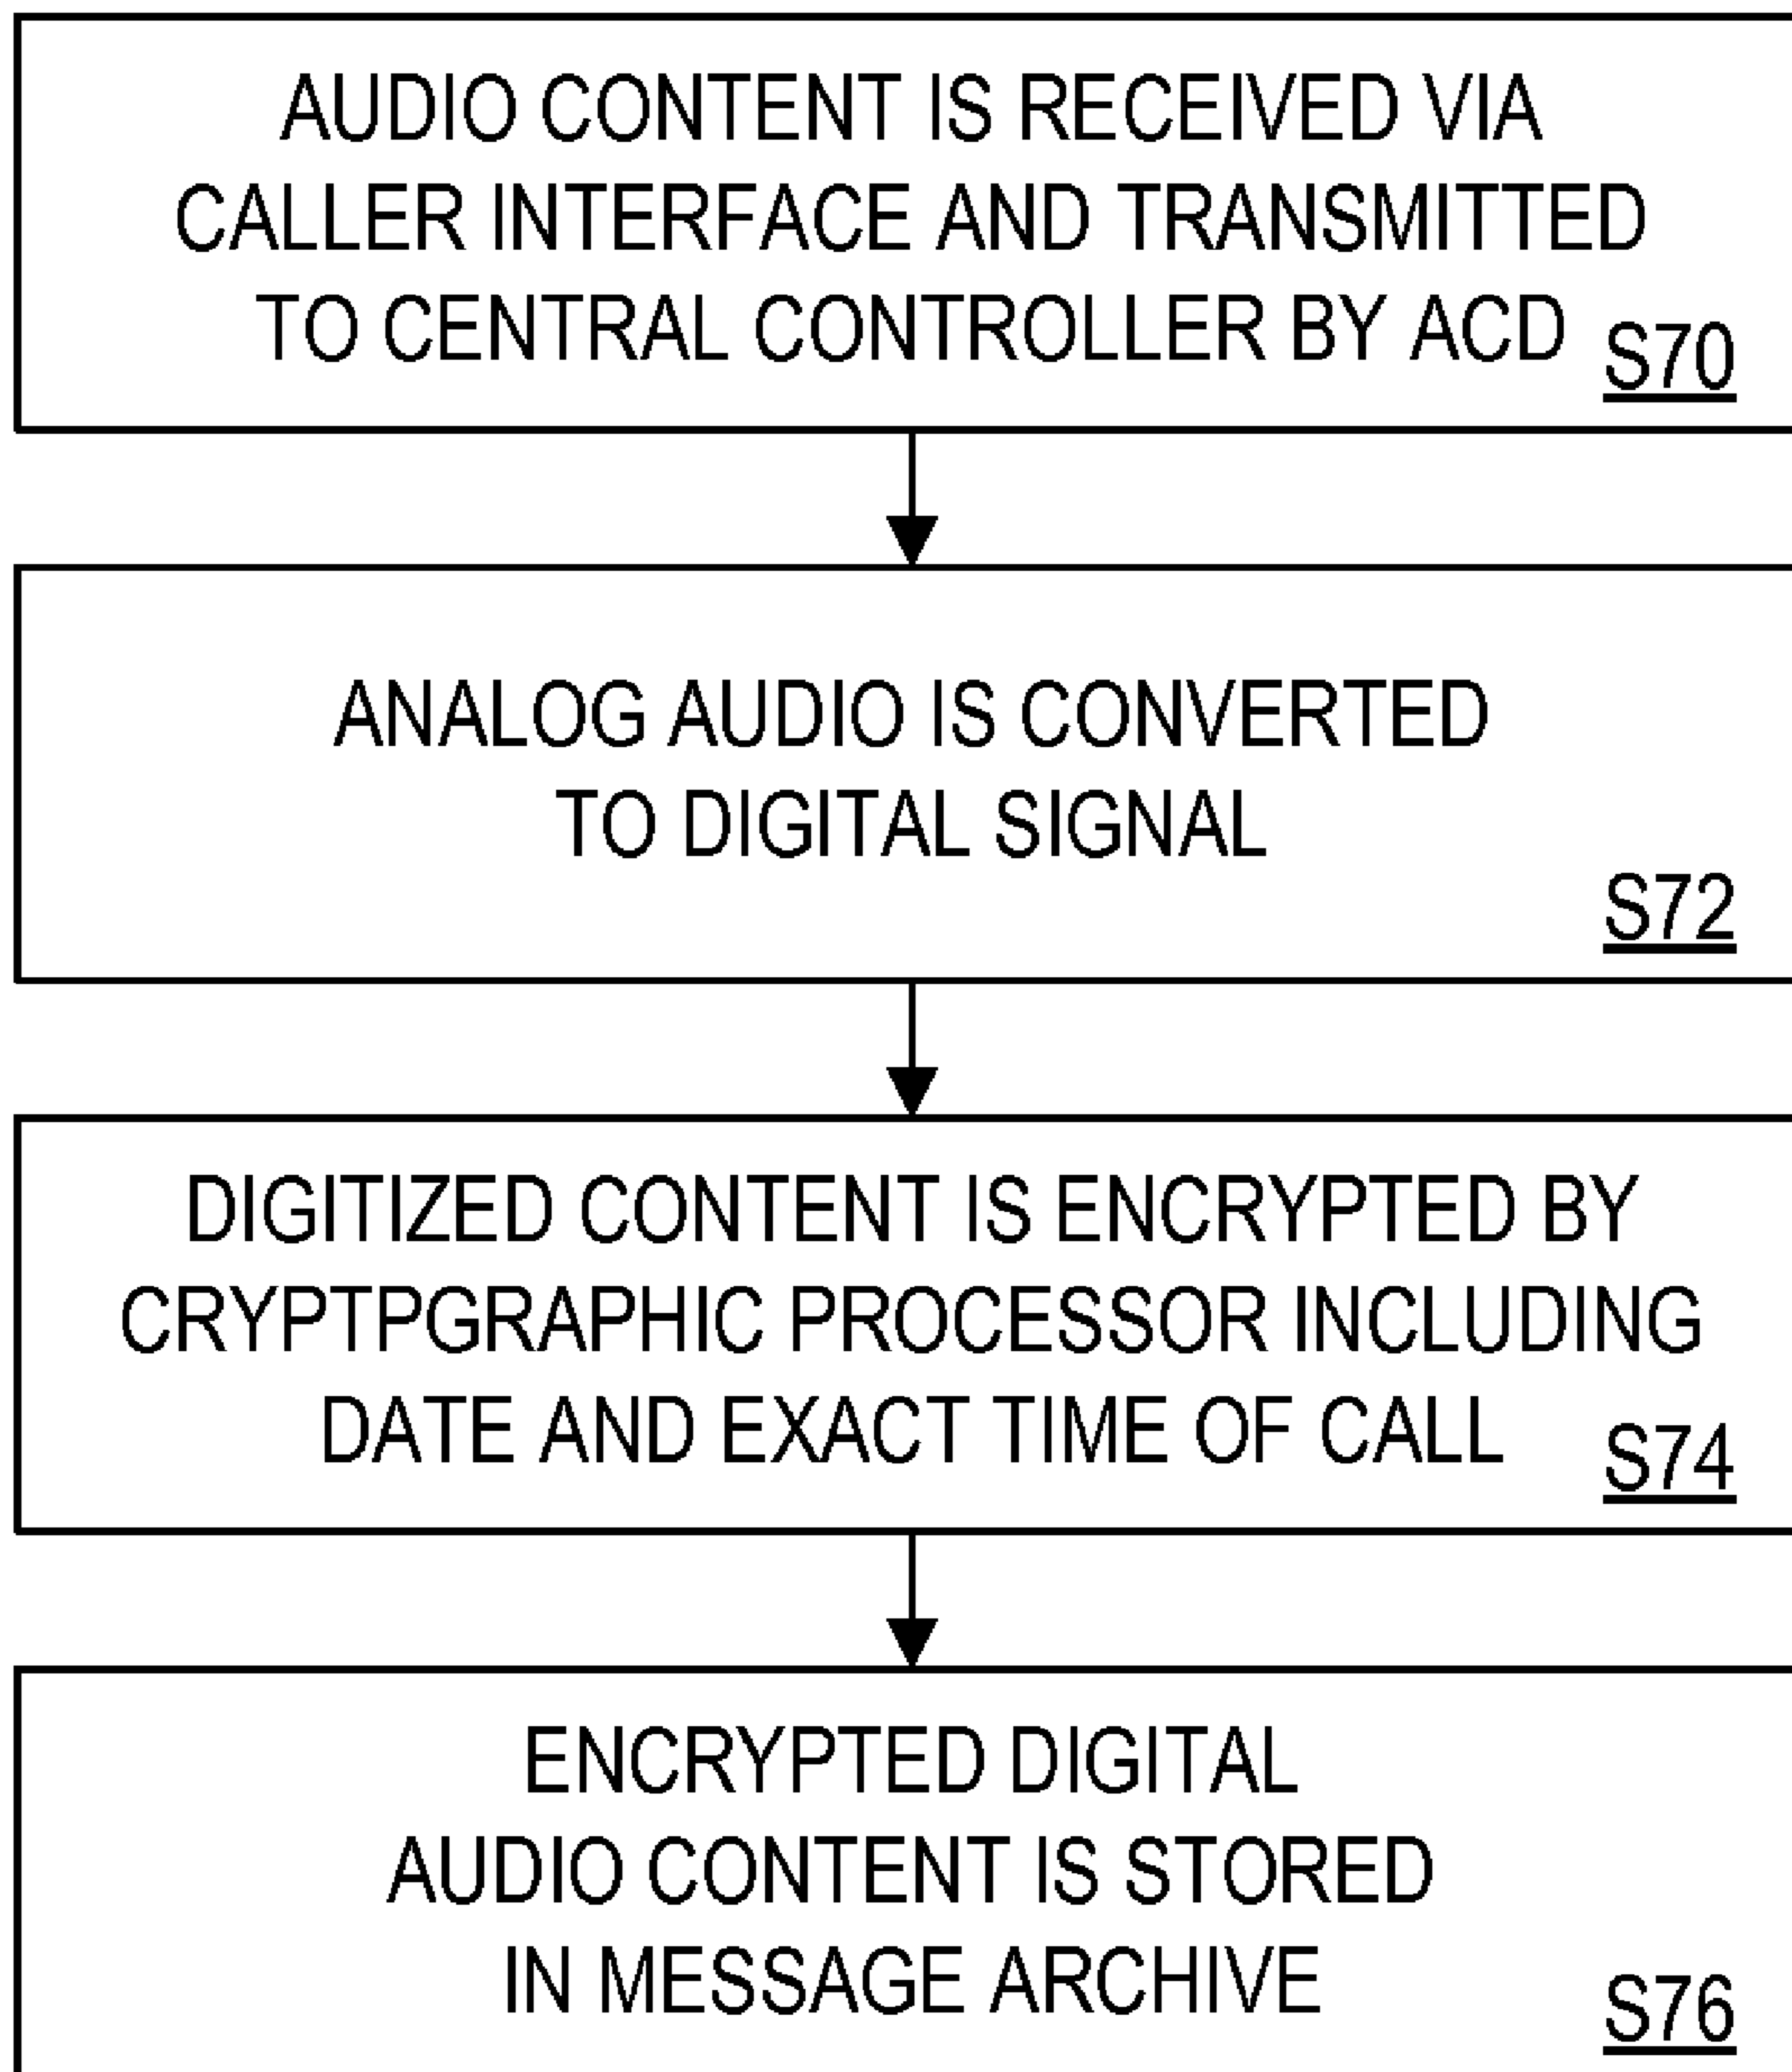 AUDIO CONTENT IS RECEIVED VIA
CALLER INTERFACE AND TRANSMITTED
TO CENTRAL CONTROLLER BY ACD
S70
ANALOG AUDIO IS CONVERTED
TO DIGITAL SIGNAL
S72
DIGITIZED CONTENT IS ENCRYPTED BY
CRYPTPGRAPHIC PROCESSOR INCLUDING
DATE AND EXACT TIME OF CALL
S74
ENCRYPTED DIGITAL
AUDIO CONTENT IS STORED
IN MESSAGE ARCHIVE
S76